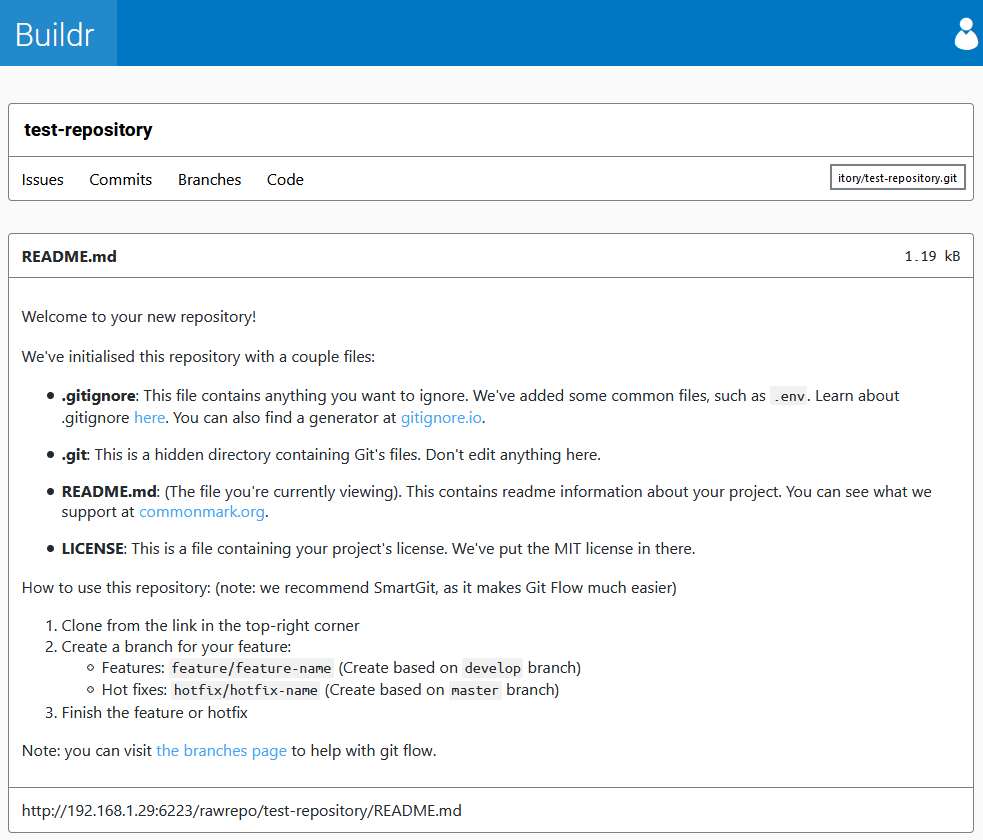 Buildr
test-repository
Issues Commits Branches Code itory/test-repository.git
README.md 1.19 kB
Welcome to your new repository!
We've initialised this repository with a couple files:
• .gitignore: This file contains anything you want to ignore. We've added some common files, such as .env. Learn about
.gitignore here. You can also find a generator at gitignore.io.
• .git: This is a hidden directory containing Git's files. Don't edit anything here.
• README.md: (The file you're currently viewing). This contains readme information about your project. You can see what we
support at commonmark.org.
• LICENSE: This is a file containing your project's license. We've put the MIT license in there.
How to use this repository: (note: we recommend SmartGit, as it makes Git Flow much easier)
1. Clone from the link in the top-right corner
2. Create a branch for your feature:
◦ Features: feature/feature-name (Create based on develop branch)
◦ Hot fixes: hotfix/hotfix-name (Create based on master branch)
3. Finish the feature or hotfix
Note: you can visit the branches page to help with git flow.
http://192.168.1.29:6223/rawrepo/test-repository/README.md